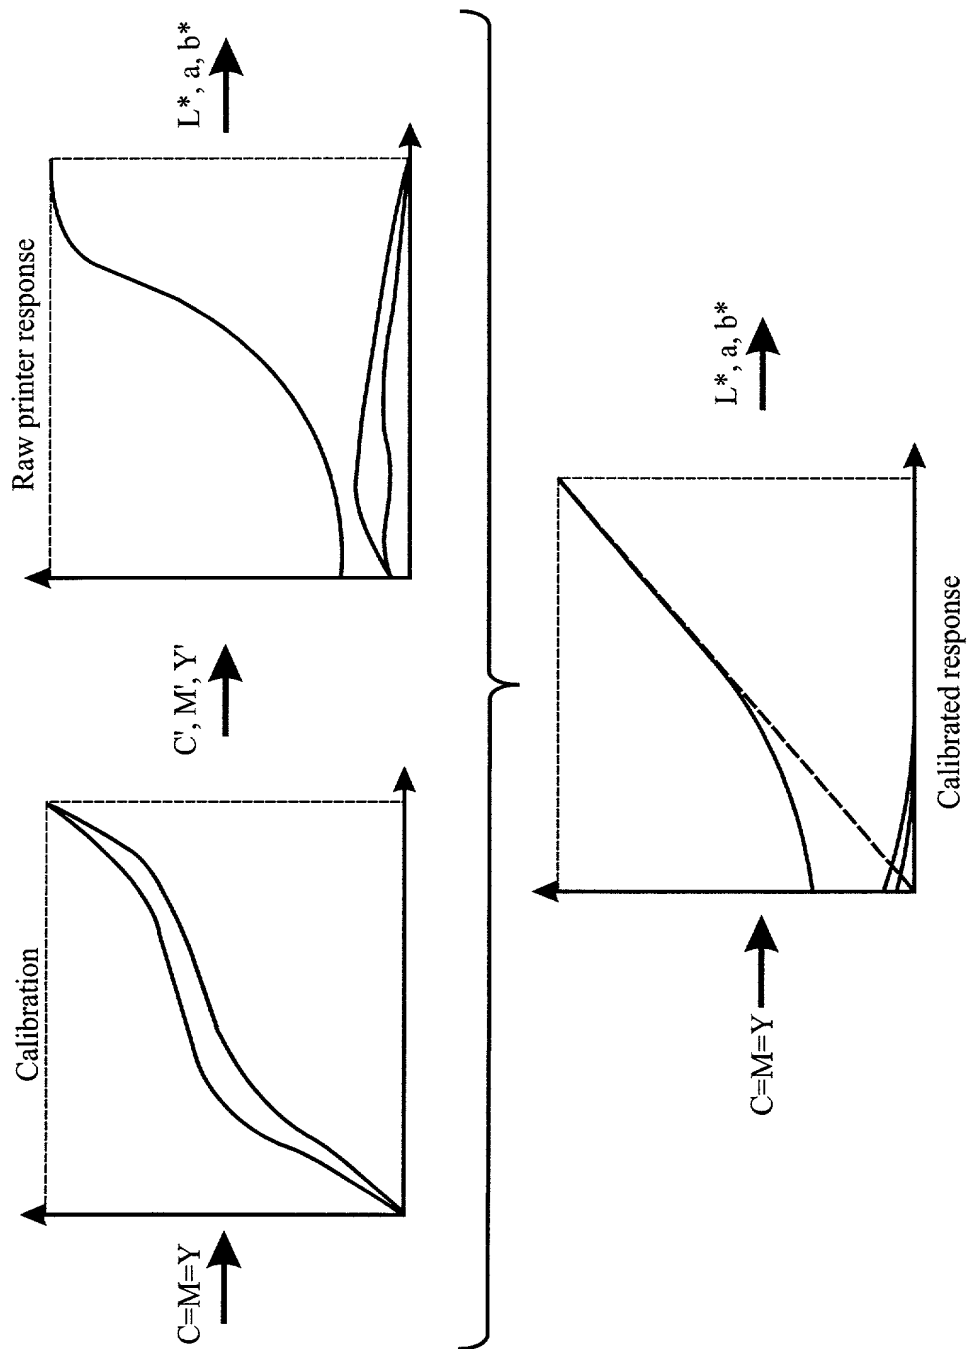 Calibration
Raw printer response
C=M=Y
C', M', Y'
L*, a, b*
C=M=Y
L*, a, b*
Calibrated response